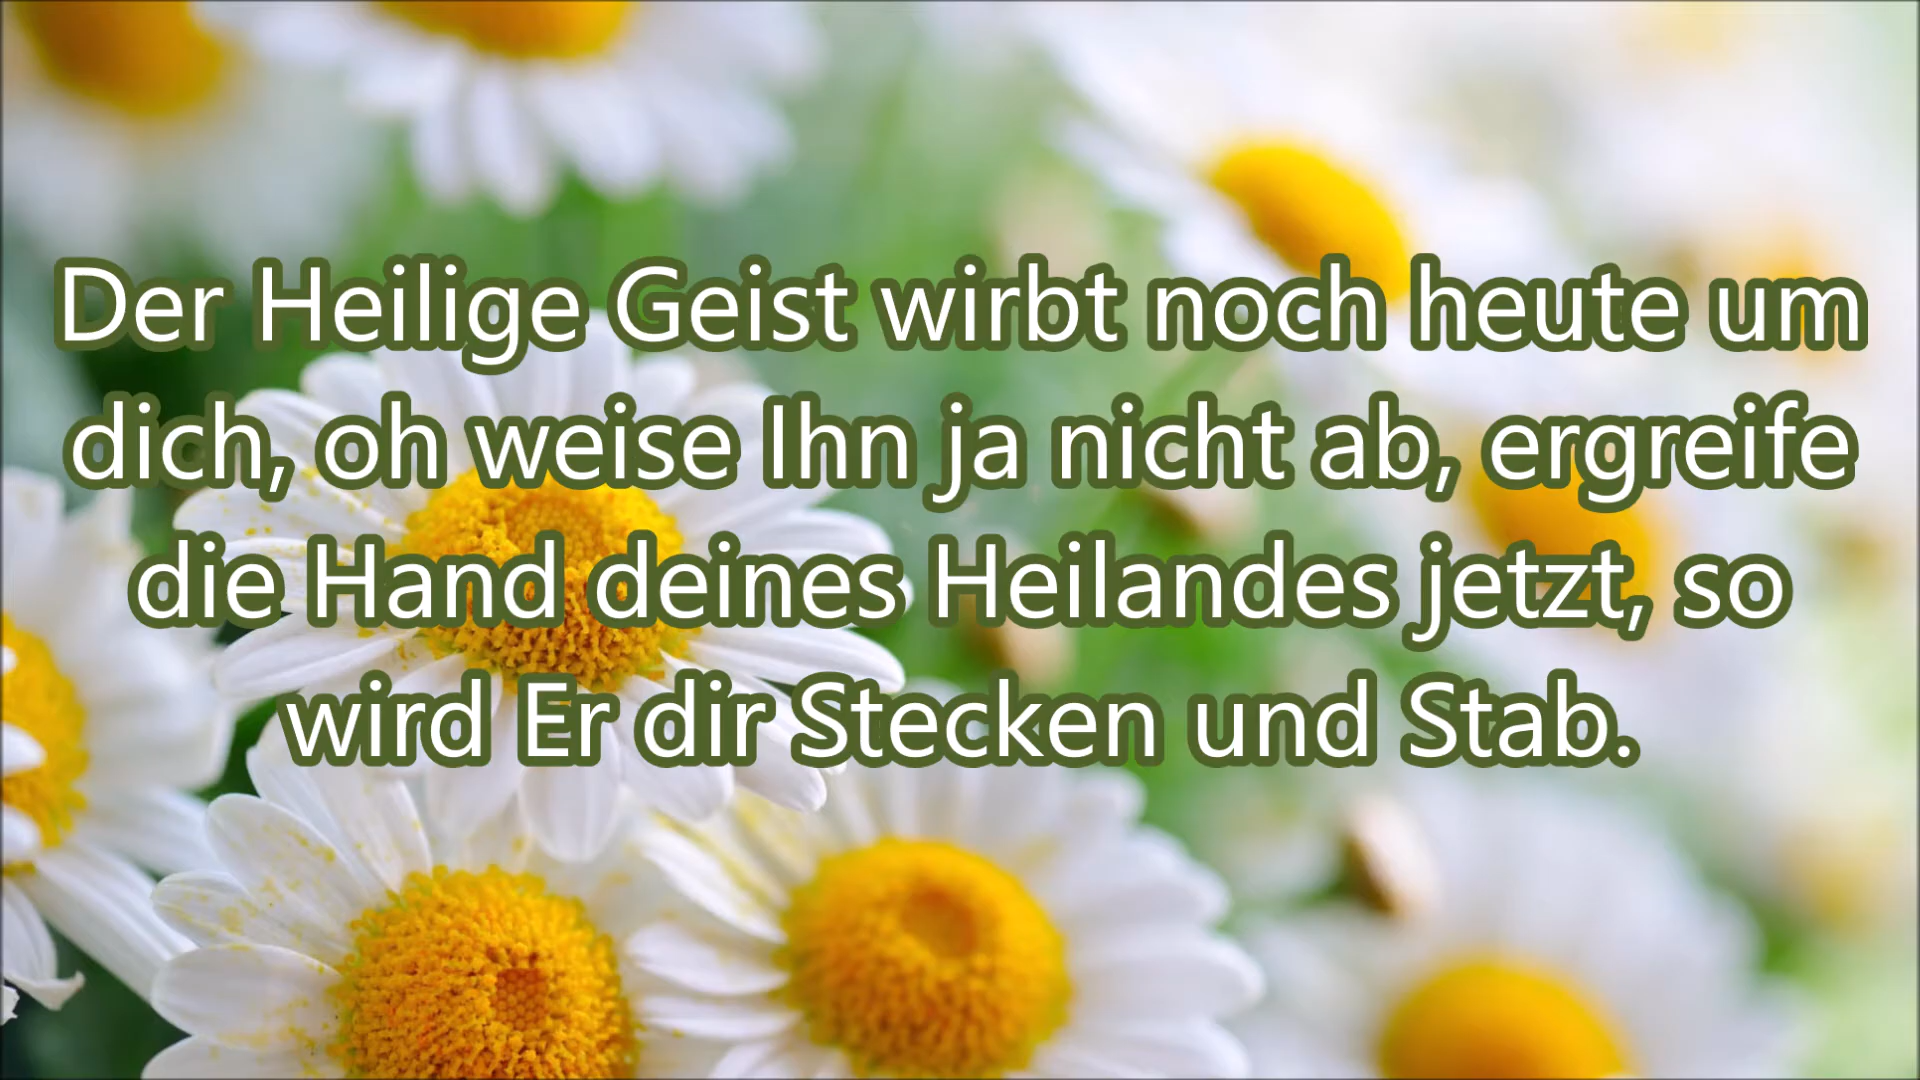 Der Heilige Geist wirbt noch heute um
dich, oh weise Ihn ja nicht ab, ergreife
die Hand deines Heilandes jetzt, so
wird Er dir Stecken und Stab.